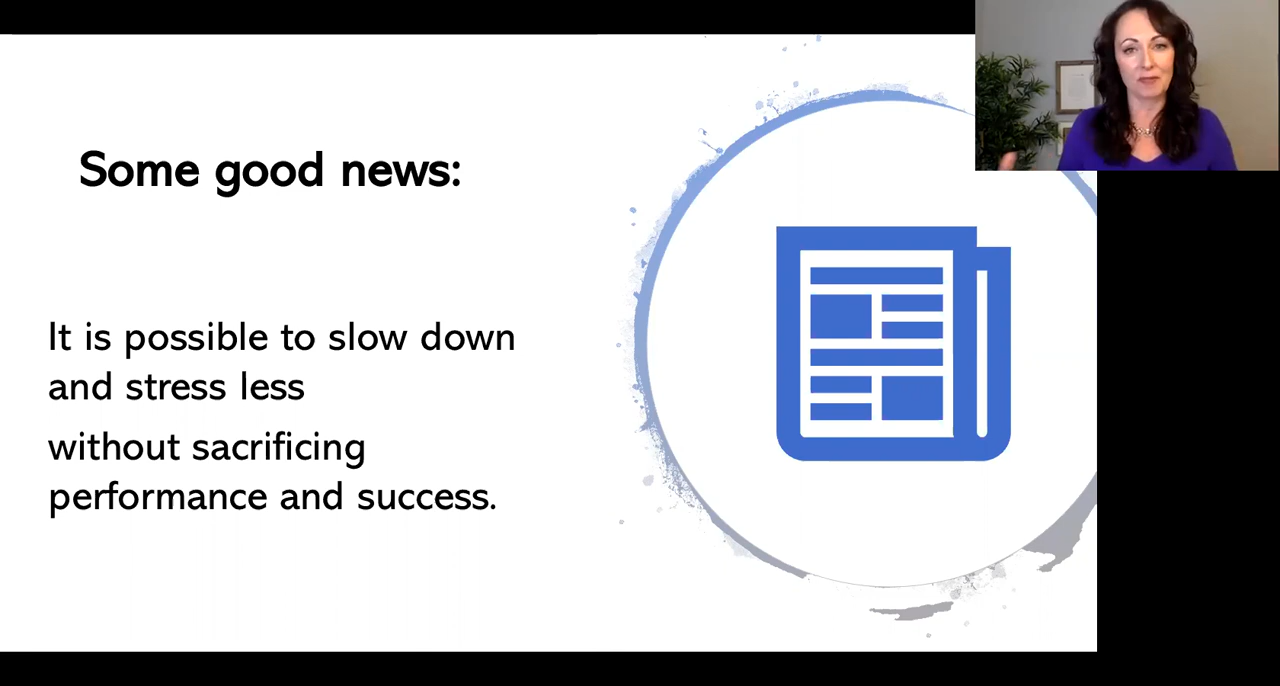 Some good news:
It is possible to slow down
and stress less
without sacrificing
performance and success.